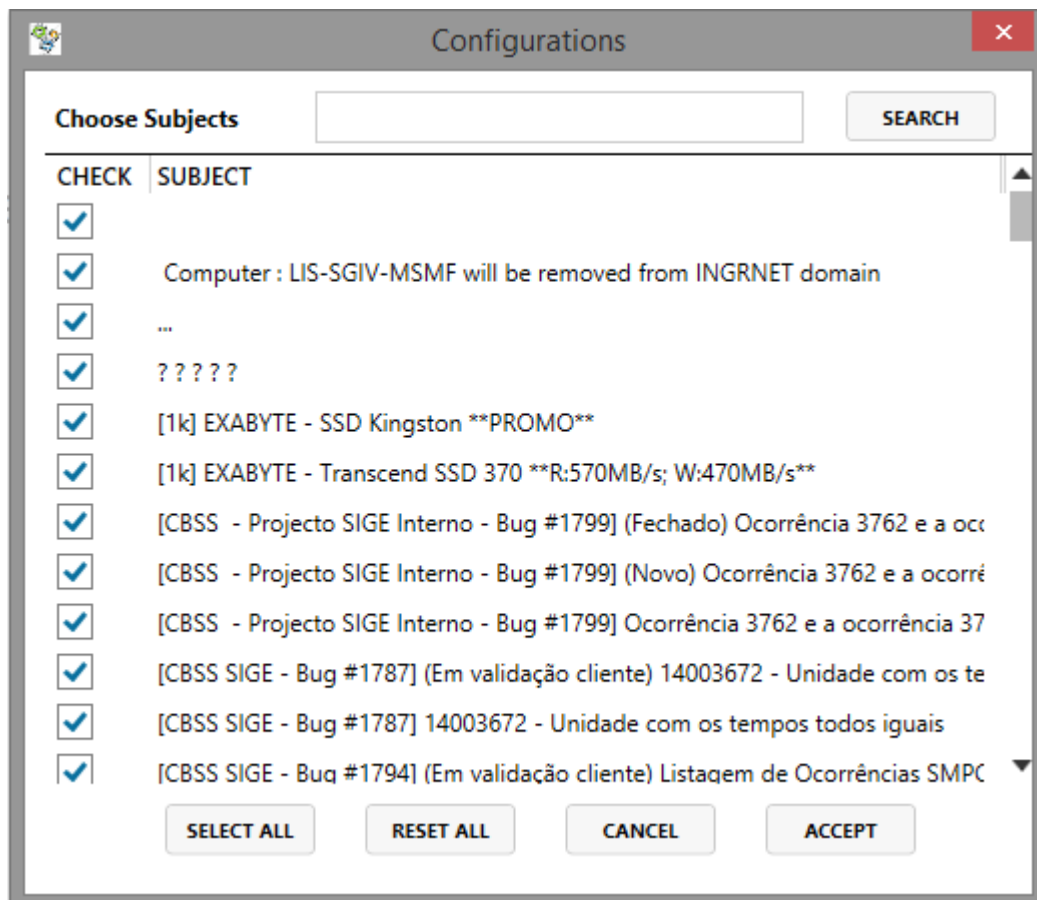 Configurations
Choose Subjects
SEARCH
CHECK SUBJECT
Computer : LIS-SGIV-MSMF will be removed from INGRNET domain
...
? ? ? ? ?
[1k] EXABYTE - SSD Kingston **PROMO**
[1k] EXABYTE - Transcend SSD 370 **R:570MB/s; W:470MB/s**
[CBSS  - Projecto SIGE Interno - Bug #1799] (Fechado) Ocorrência 3762 e a
[CBSS  - Projecto SIGE Interno - Bug #1799] (Novo) Ocorrência 3762 e a
[CBSS  - Projecto SIGE Interno - Bug #1799] Ocorrência 3762 e a ocorrência 37
[CBSS SIGE - Bug #1787] (Em validação cliente) 14003672 - Unidade com os te
[CBSS SIGE - Bug #1787] 14003672 - Unidade com os tempos todos iguais
[CBSS SIGE - Bug #1794] (Em validação cliente) Listagem de Ocorrências
SELECT ALL RESET ALL CANCEL ACCEPT